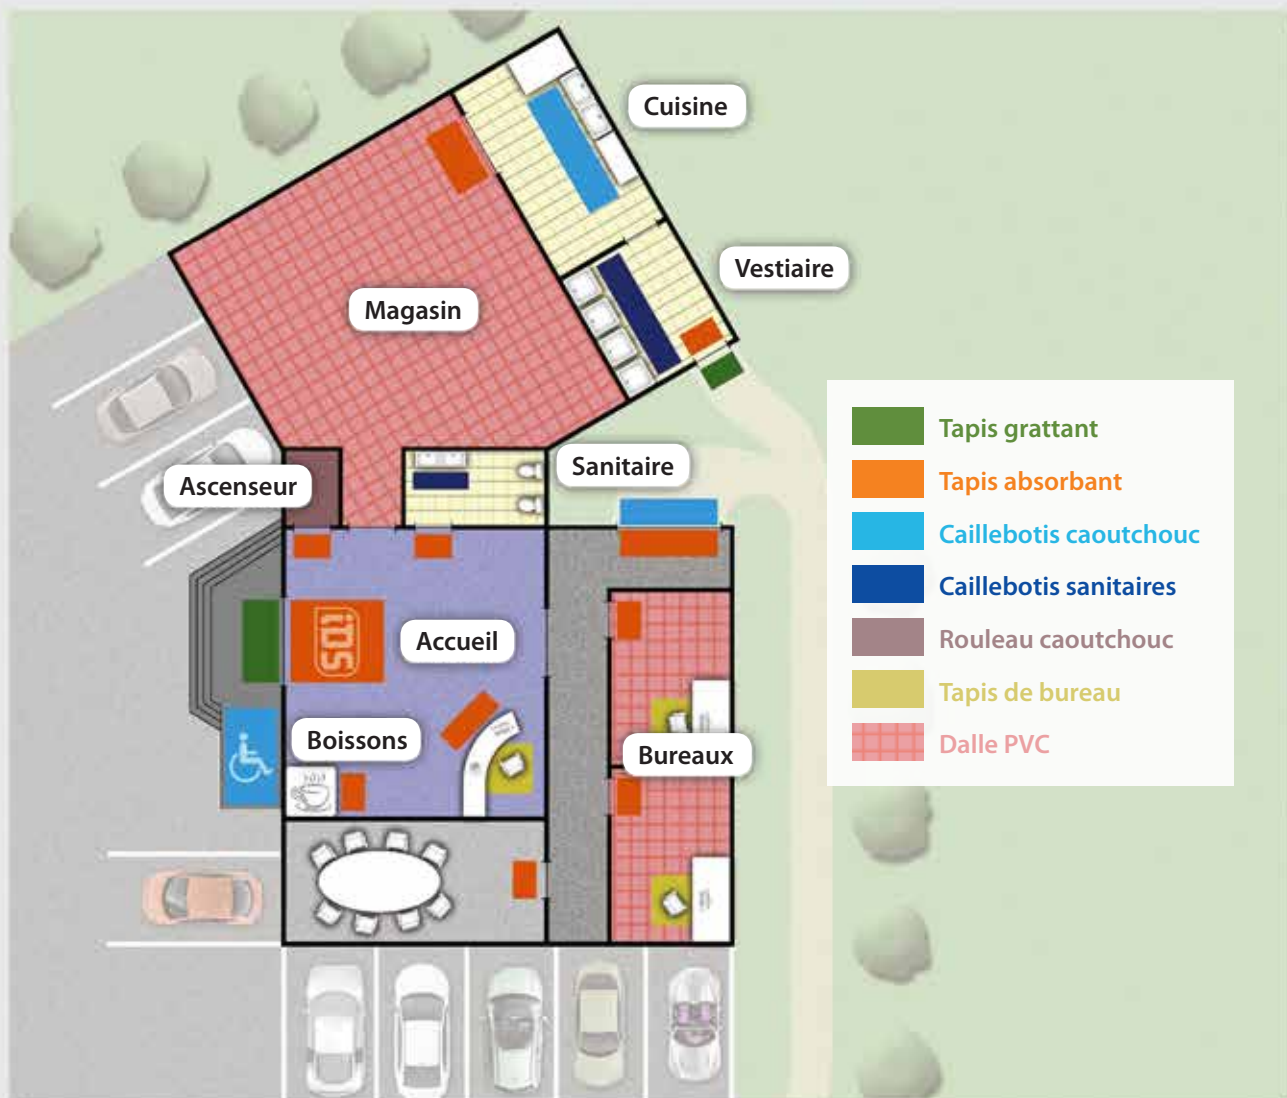 Cuisine
Vestiaire
Magasin
Sanitaire
Ascenseur
Accueil
iDS
Boissons
Bureaux
Tapis grattant
Tapis absorbant
Caillebotis caoutchouc
Caillebotis sanitaires
Rouleau caoutchouc
Tapis de bureau
Dalle PVC